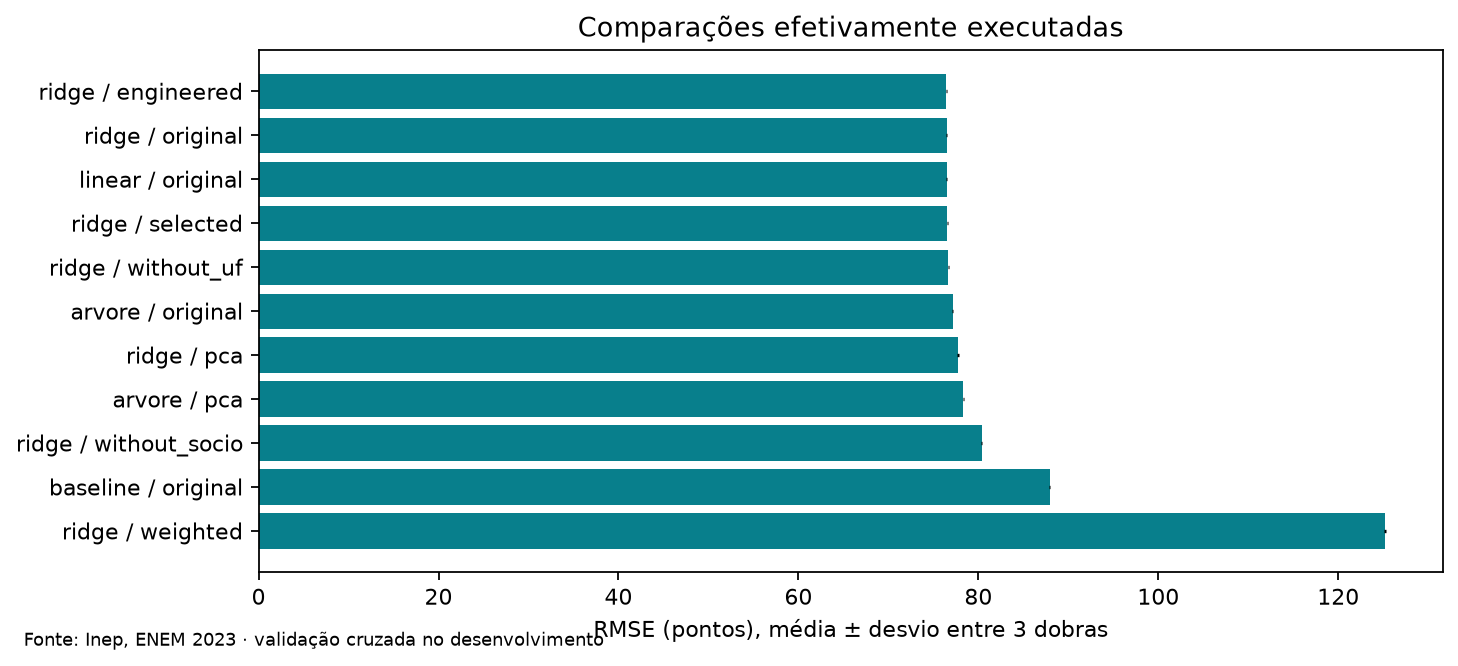 Comparações efetivamente executadas
ridge / engineered
ridge / original
linear / original
ridge / selected
ridge / without_uf
arvore / original
ridge / pca
arvore / pca
ridge / without_socio
baseline / original
ridge / weighted
0 20 40 60 80 100 120
RMSE (pontos), média ± desvio entre 3 dobras
Fonte: Inep, ENEM 2023 · validação cruzada no desenvolvimento